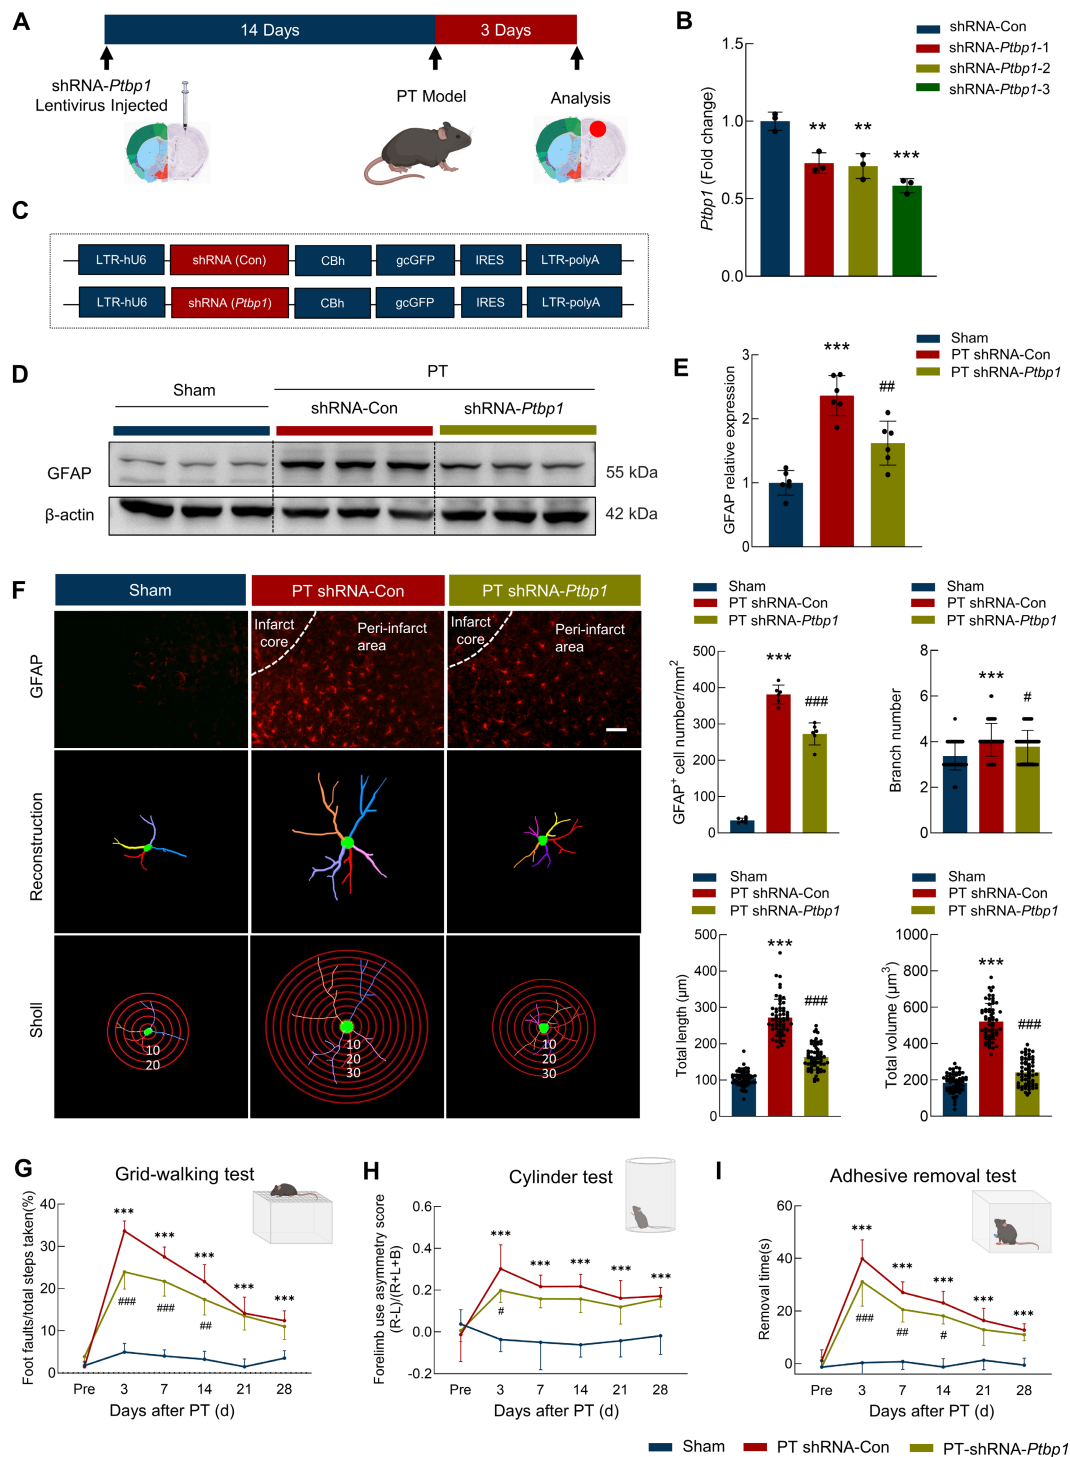 A
14 Days
3 Days
shRNA-Ptbp1
Lentivirus Injected
PT Model
Analysis
B
shRNA-Con
shRNA-Ptbp1-1
shRNA-Ptbp1-2
shRNA-Ptbp1-3
Ptbp1 (Fold change)
1.5
1.0
0.5
0.0
**
**
***
C
LTR-hU6
shRNA (Con)
CBh
gcGFP
IRES
LTR-polyA
LTR-hU6
shRNA (Ptbp1)
CBh
gcGFP
IRES
LTR-polyA
D
PT
Sham
shRNA-Con
shRNA-Ptbp1
GFAP
55 kDa
β-actin
42 kDa
E
Sham
PT shRNA-Con
PT shRNA-Ptbp1
GFAP relative expression
3
2
1
0
***
##
F
Sham
PT shRNA-Con
PT shRNA-Ptbp1
GFAP
Infarct
core
Peri-infarct
area
Infarct
core
Peri-infarct
area
Reconstruction
Sholl
10
20
10
20
30
10
20
30
Sham
PT shRNA-Con
PT shRNA-Ptbp1
GFAP+ cell number/mm2
500
400
300
200
100
0
***
###
Sham
PT shRNA-Con
PT shRNA-Ptbp1
Branch number
8
6
4
2
0
***
#
Sham
PT shRNA-Con
PT shRNA-Ptbp1
Total length (μm)
500
400
300
200
100
0
***
###
Sham
PT shRNA-Con
PT shRNA-Ptbp1
Total volume (μm3)
1000
800
600
400
200
0
***
###
G
Grid-walking test
Foot faults/total steps taken(%)
40
30
20
10
0
***
***
***
***
***
###
###
##
Pre
3
7
14
21
28
Days after PT (d)
H
Cylinder test
Forelimb use asymmetry score
(R-L)/(R+L+B)
0.6
0.4
0.2
0.0
-0.2
***
***
***
***
***
#
Pre
3
7
14
21
28
Days after PT (d)
I
Adhesive removal test
Removal time(s)
60
40
20
0
***
***
***
***
***
###
##
#
Pre
3
7
14
21
28
Days after PT (d)
Sham
PT shRNA-Con
PT-shRNA-Ptbp1